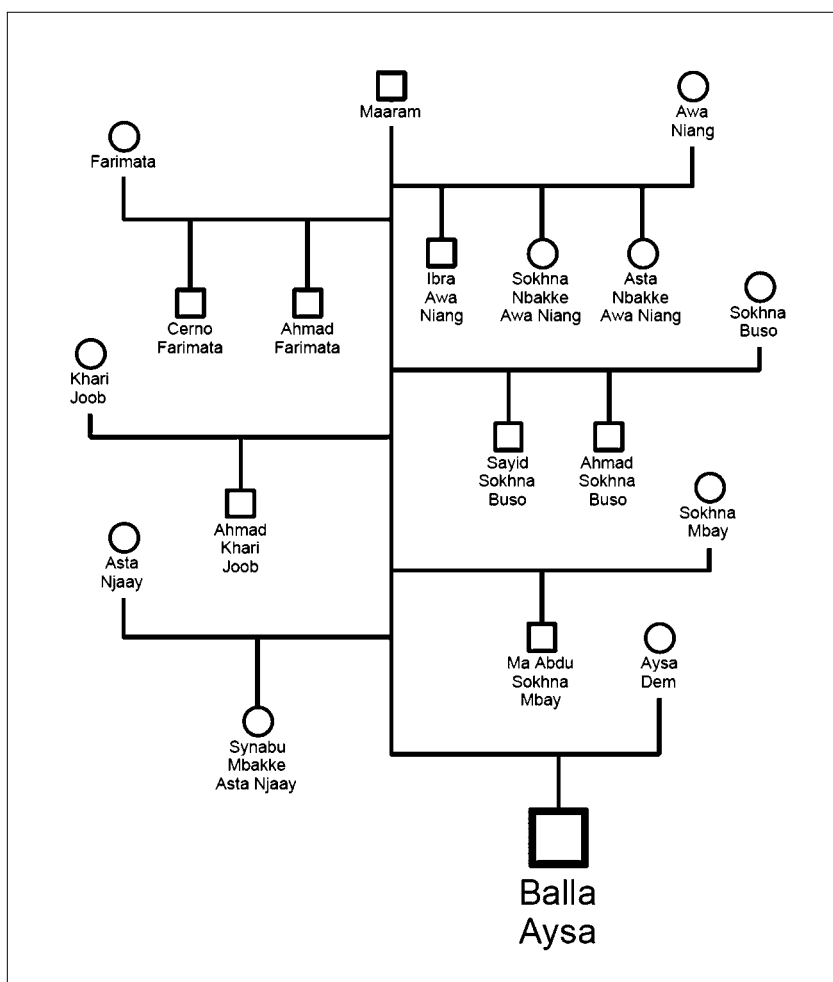 Maaram
Awa
Niang
Farimata
Ibra
Awa
Niang
Sokhna
Nbakke
Awa Niang
Asta
Nbakke
Awa Niang
Sokhna
Buso
Cerno
Farimata
Ahmad
Farimata
Khari
Joob
Sayid
Sokhna
Buso
Ahmad
Sokhna
Buso
Sokhna
Mbay
Ahmad
Khari
Joob
Asta
Njaay
Ma Abdu
Sokhna
Mbay
Aysa
Dem
Synabu
Mbakke
Asta Njaay
Balla
Aysa